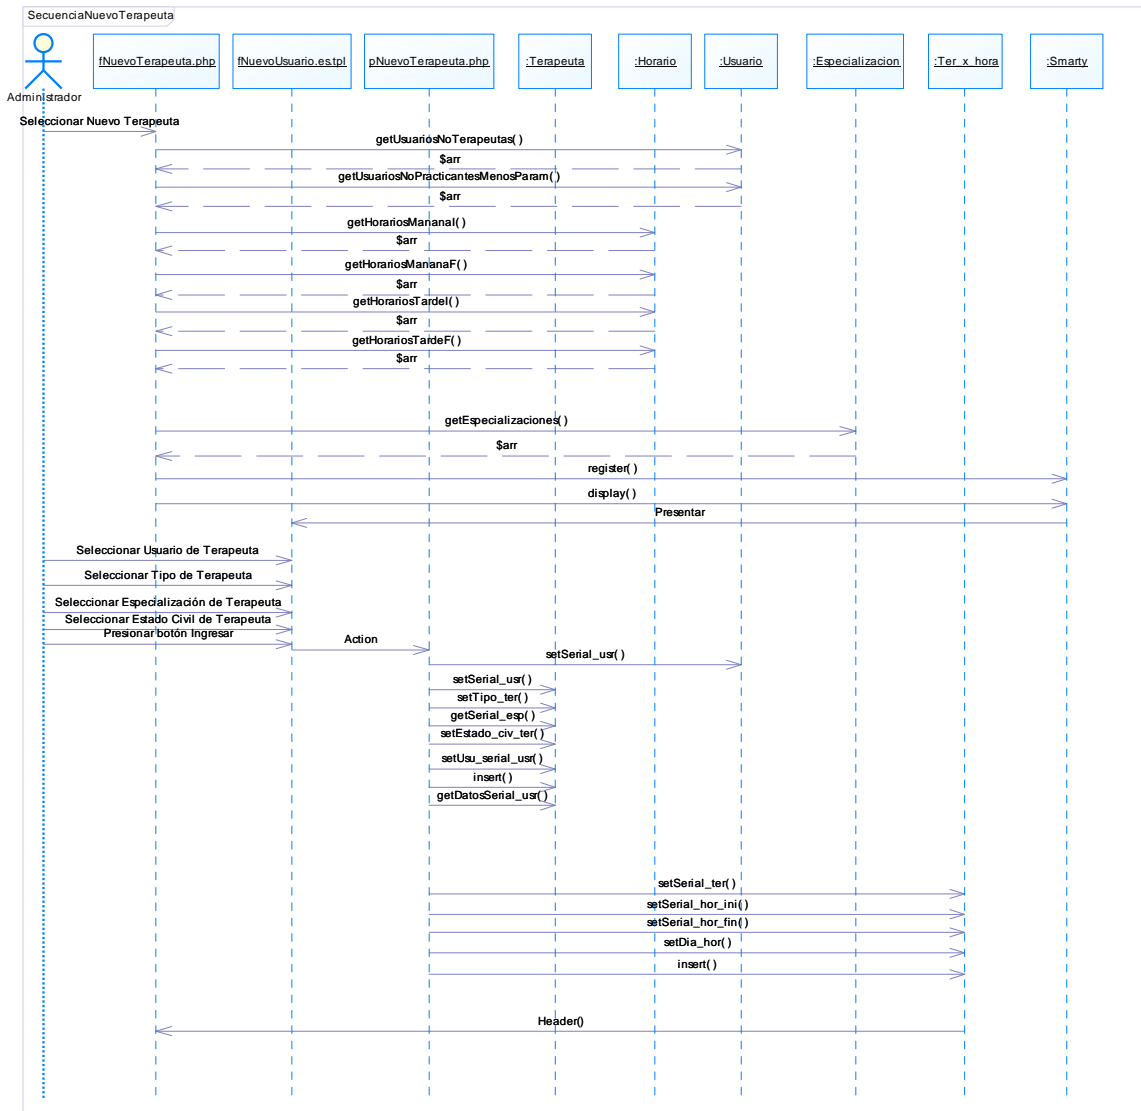 SecuenciaNuevoTerapeuta
fNuevoTerapeuta.php
fNuevoUsuario.es.tpl
pNuevoTerapeuta.php
:Terapeuta
:Horario
:Usuario
:Especializacion
:Ter_x_hora
:Smarty
Administrador
Seleccionar Nuevo Terapeuta
getUsuariosNoTerapeutas( )
$arr
getUsuariosNoPracticantesMenosParam( )
$arr
getHorariosMananaI( )
$arr
getHorariosMananaF( )
$arr
getHorariosTardeI( )
$arr
getHorariosTardeF( )
$arr
getEspecializaciones( )
$arr
register( )
display( )
Presentar
Seleccionar Usuario de Terapeuta
Seleccionar Tipo de Terapeuta
Seleccionar Especialización de Terapeuta
Seleccionar Estado Civil de Terapeuta
Presionar botón Ingresar
Action
setSerial_usr( )
setSerial_usr( )
setTipo_ter( )
getSerial_esp( )
setEstado_civ_ter( )
setUsu_serial_usr( )
insert( )
getDatosSerial_usr( )
setSerial_ter( )
setSerial_hor_ini( )
setSerial_hor_fin( )
setDia_hor( )
insert( )
Header()